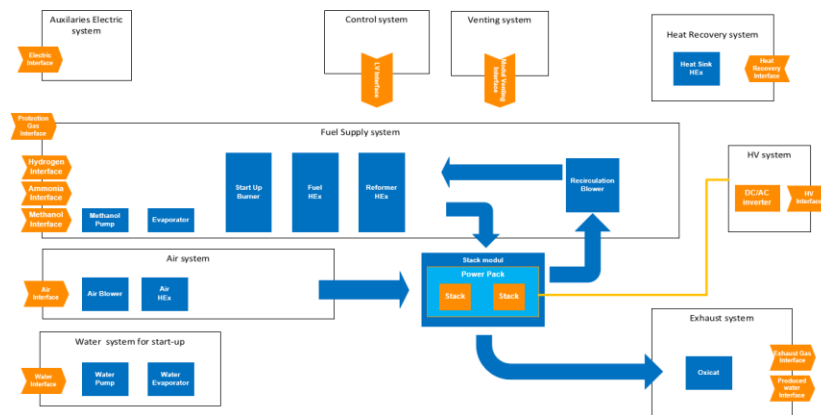 Auxilaries Electric
system
Electric
Interface
Control system
LV Interface
Venting system
Modul Venting
Interface
Heat Recovery system
Heat Sink
HEx
Heat
Recovery
Interface
Protection
Gas
Interface
Fuel Supply system
Hydrogen
Interface
Ammonia
Interface
Methanol
Interface
Methanol
Pump
Evaporator
Start Up
Burner
Fuel
HEx
Reformer
HEx
Recirculation
Blower
HV system
DC/AC
inverter
HV
Interface
Air system
Air
Interface
Air Blower
Air
HEx
Stack modul
Power Pack
Stack
Stack
Water system for start-up
Water
Interface
Water
Pump
Water
Evaporator
Exhaust system
Oxicat
Exhaust Gas
Interface
Produced
water
Interface